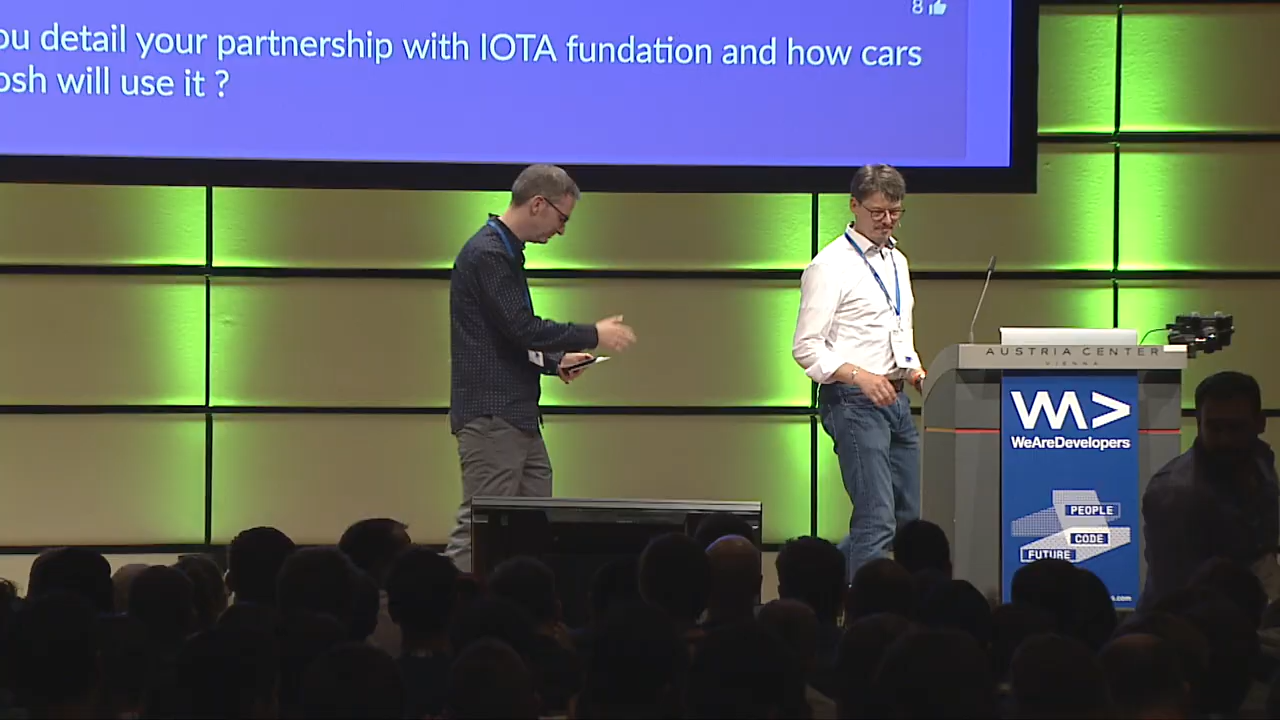 8
ou detail your partnership with IOTA fundation and how cars
osh will use it ?
AUSTRIA CENTER
VIENNA
WeAreDevelopers
PEOPLE
CODE
FUTURE
s.com